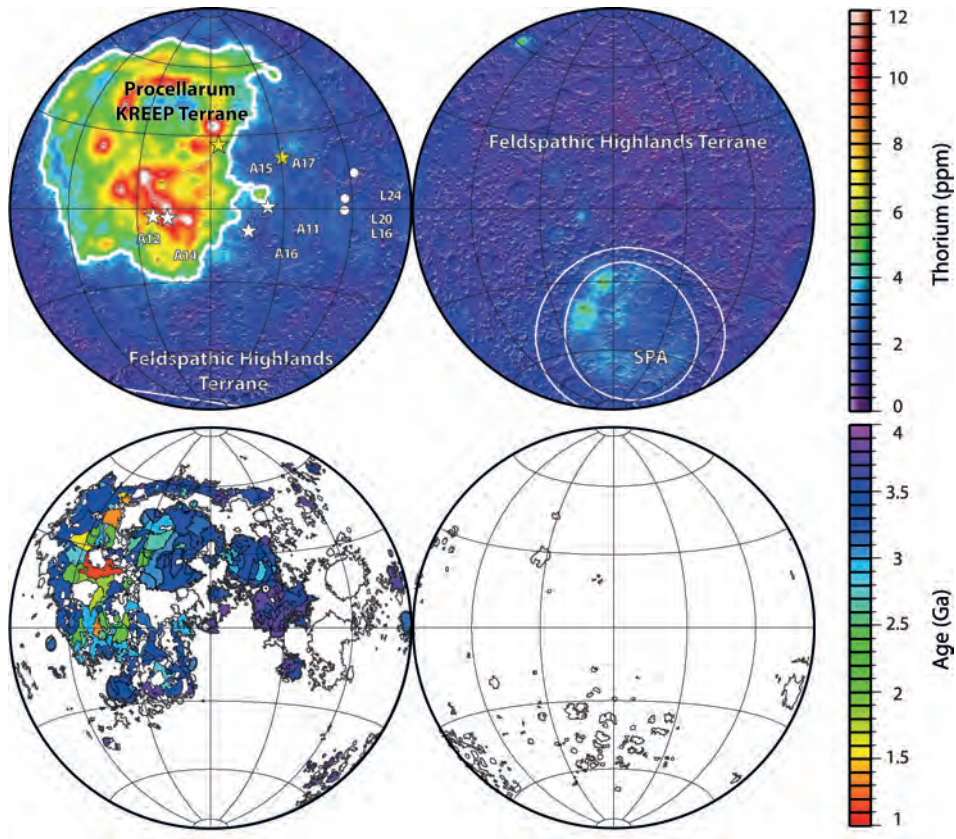 Procellarum
KREEP Terrane
A15
A17
L24
A12
A14
A11
L20
L16
A16
Feldspathic Highlands
Terrane
Feldspathic Highlands Terrane
SPA
12
10
8
6
4
2
0
Thorium (ppm)
4
3.5
3
2.5
2
1.5
1
Age (Ga)